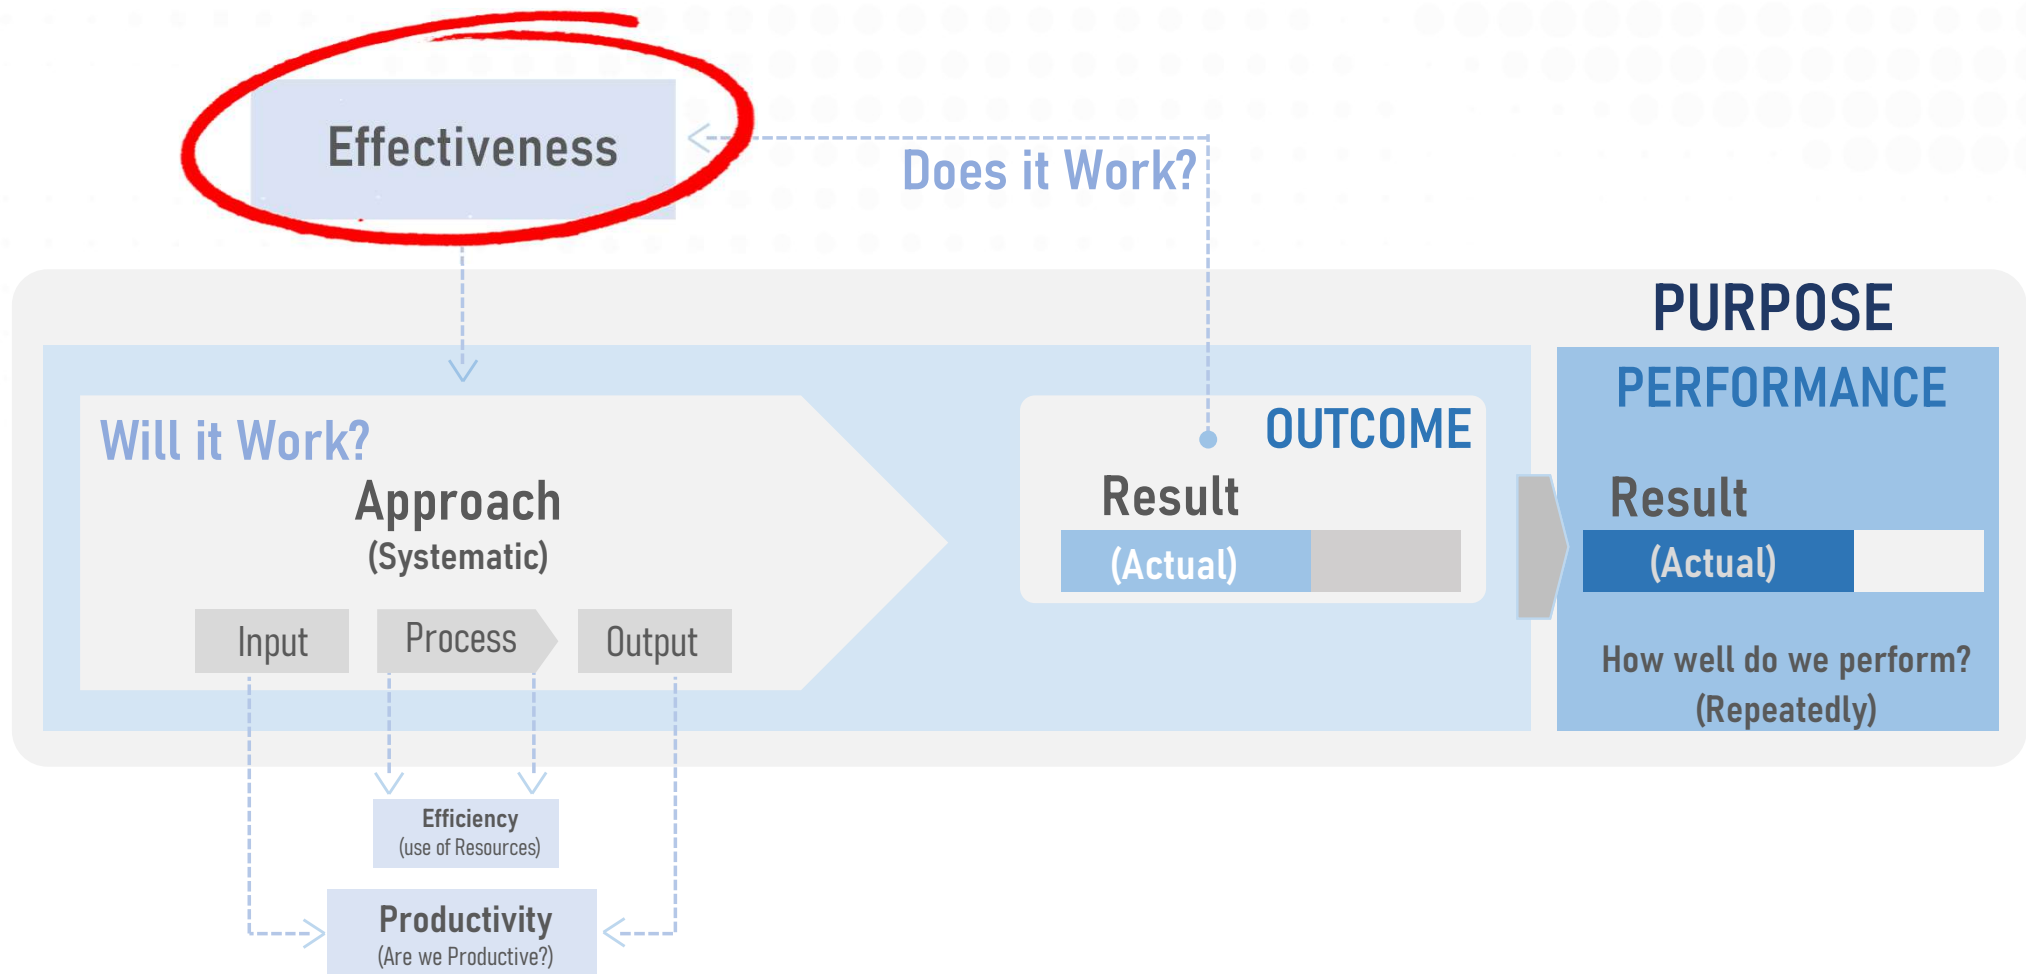 Effectiveness
Does it Work?
PURPOSE
PERFORMANCE
Will it Work?
OUTCOME
Approach
(Systematic)
Result
(Actual)
Result
(Actual)
Input
Process
Output
How well do we perform?
(Repeatedly)
Efficiency
(use of Resources)
Productivity
(Are we Productive?)